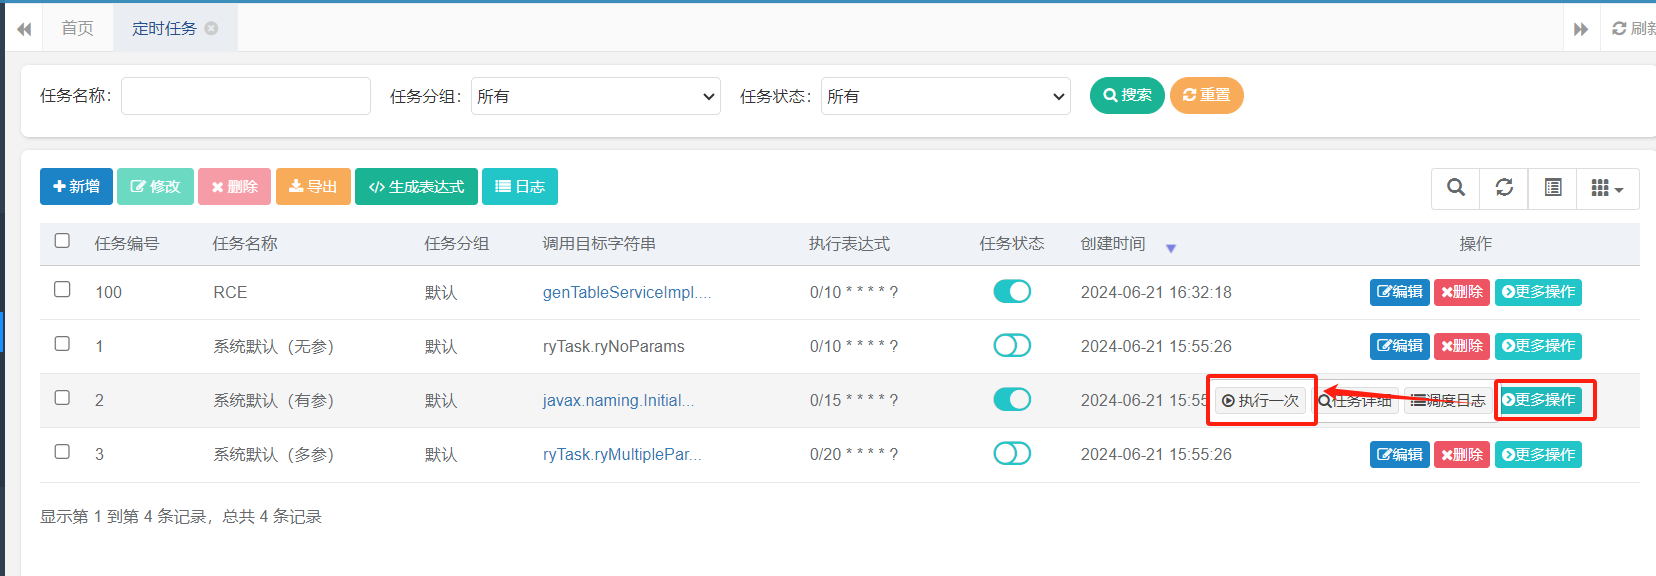 首页 定时任务 刷新
任务名称： 任务分组： 所有 任务状态： 所有 搜索 重置
新增 修改 删除 导出 生成表达式 日志
任务编号 任务名称 任务分组 调用目标字符串 执行表达式 任务状态 创建时间 操作
100 RCE 默认 genTableServiceImpl.... 0/10 * * * * ? 2024-06-21 16:32:18 编辑 删除 更多操作
1 系统默认（无参） 默认 ryTask.ryNoParams 0/10 * * * * ? 2024-06-21 15:55:26 编辑 删除 更多操作
2 系统默认（有参） 默认 javax.naming.Initial... 0/15 * * * * ? 2024-06-21 15:55 执行一次 任务详细 调度日志 更多操作
3 系统默认（多参） 默认 ryTask.ryMultiplePar... 0/20 * * * * ? 2024-06-21 15:55:26 编辑 删除 更多操作
显示第 1 到第 4 条记录，总共 4 条记录